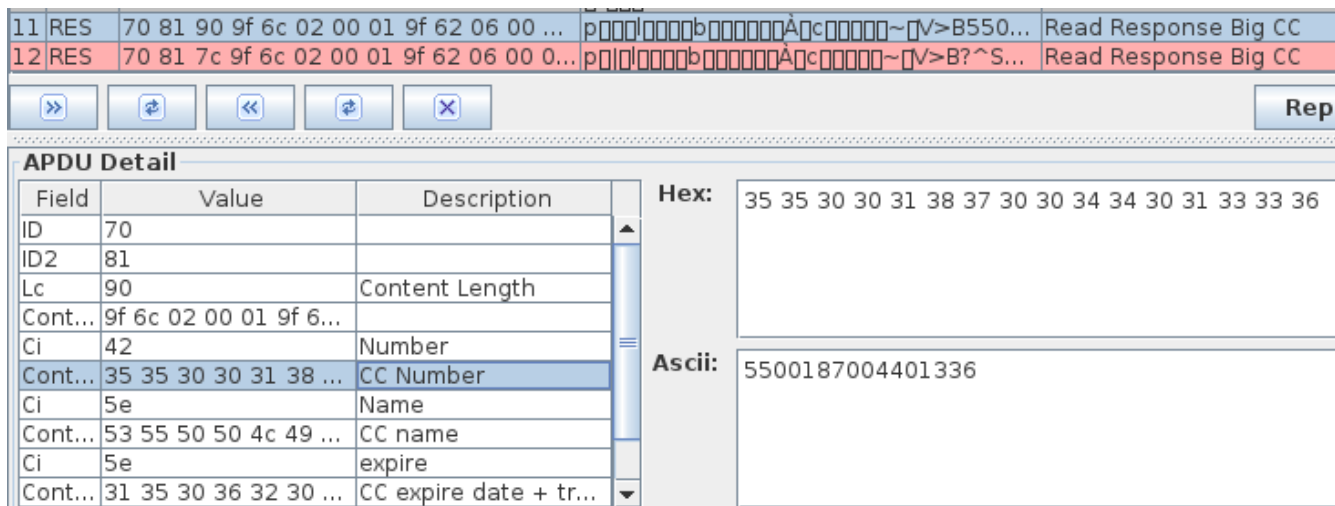 11 RES 70 81 90 9f 6c 02 00 01 9f 62 06 00 ... Read Response Big CC
12 RES 70 81 7c 9f 6c 02 00 01 9f 62 06 00 0... Read Response Big CC
Rep
APDU Detail
Field Value Description
ID 70
ID2 81
Lc 90 Content Length
Cont... 9f 6c 02 00 01 9f 6...
Ci 42 Number
Cont... 35 35 30 30 31 38 ... CC Number
Ci 5e Name
Cont... 53 55 50 50 4c 49 ... CC name
Ci 5e expire
Cont... 31 35 30 36 32 30 ... CC expire date + tr...
Hex: 35 35 30 30 31 38 37 30 30 34 34 30 31 33 33 36
Ascii: 5500187004401336